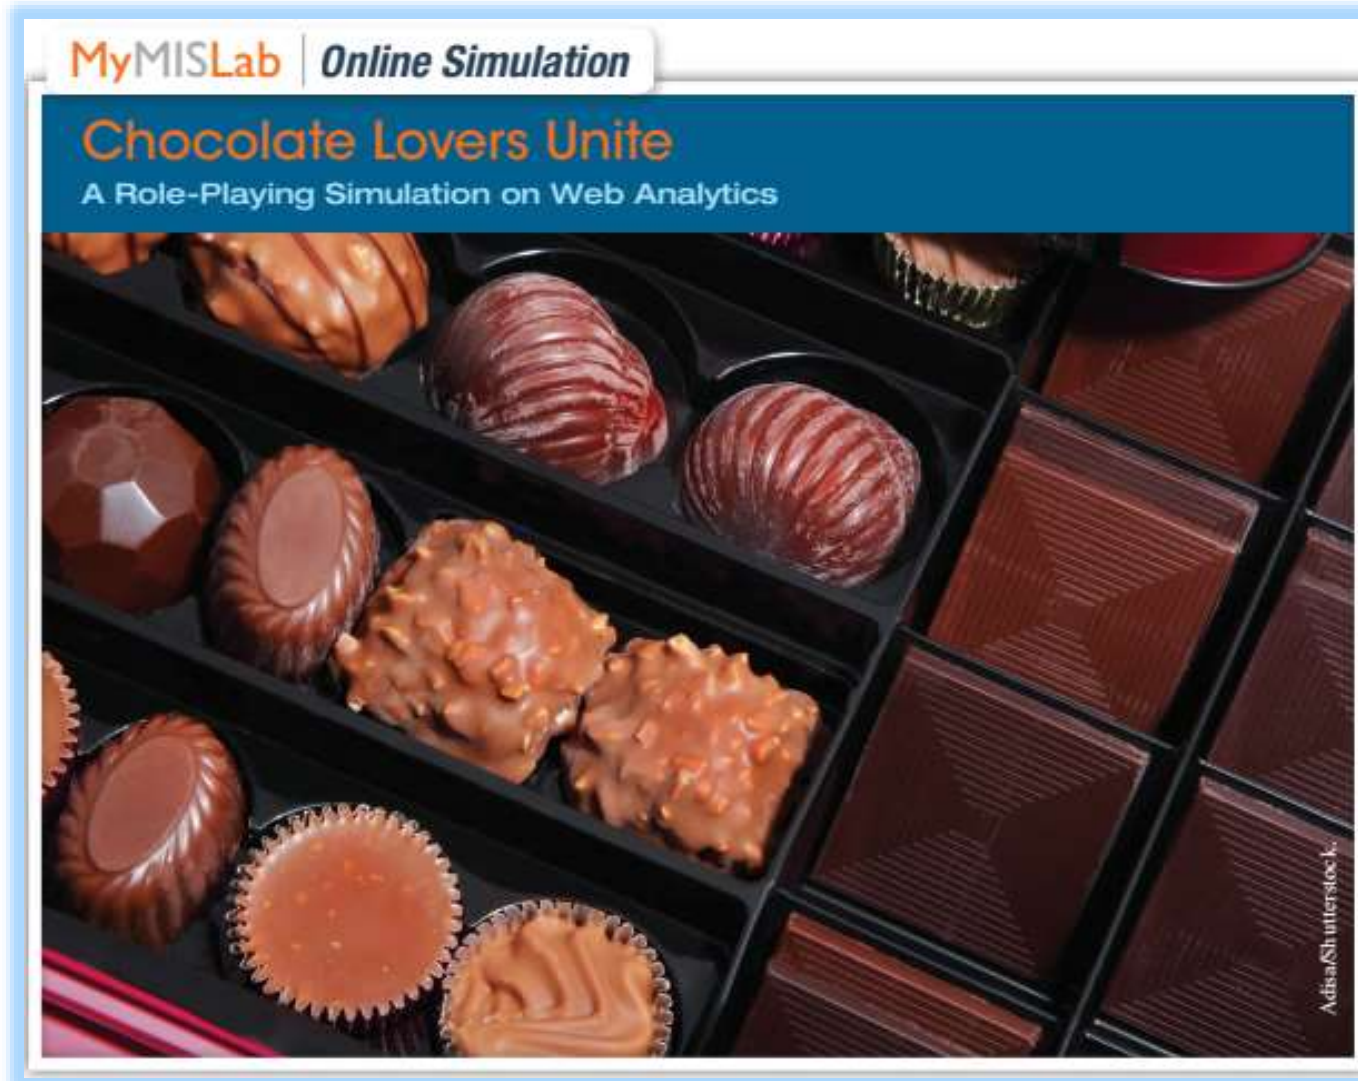 MyMISLab | Online Simulation
Chocolate Lovers Unite
A Role-Playing Simulation on Web Analytics
Adisa/Shutterstock.